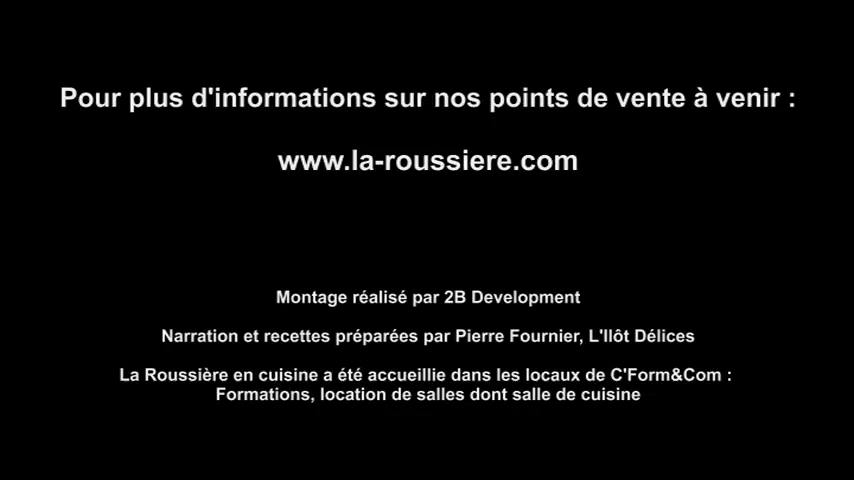 Pour plus d'informations sur nos points de vente à venir :
www.la-roussiere.com
Montage réalisé par 2B Development
Narration et recettes préparées par Pierre Fournier, L'Ilôt Délices
La Roussière en cuisine a été accueillie dans les locaux de C'Form&Com :
Formations, location de salles dont salle de cuisine